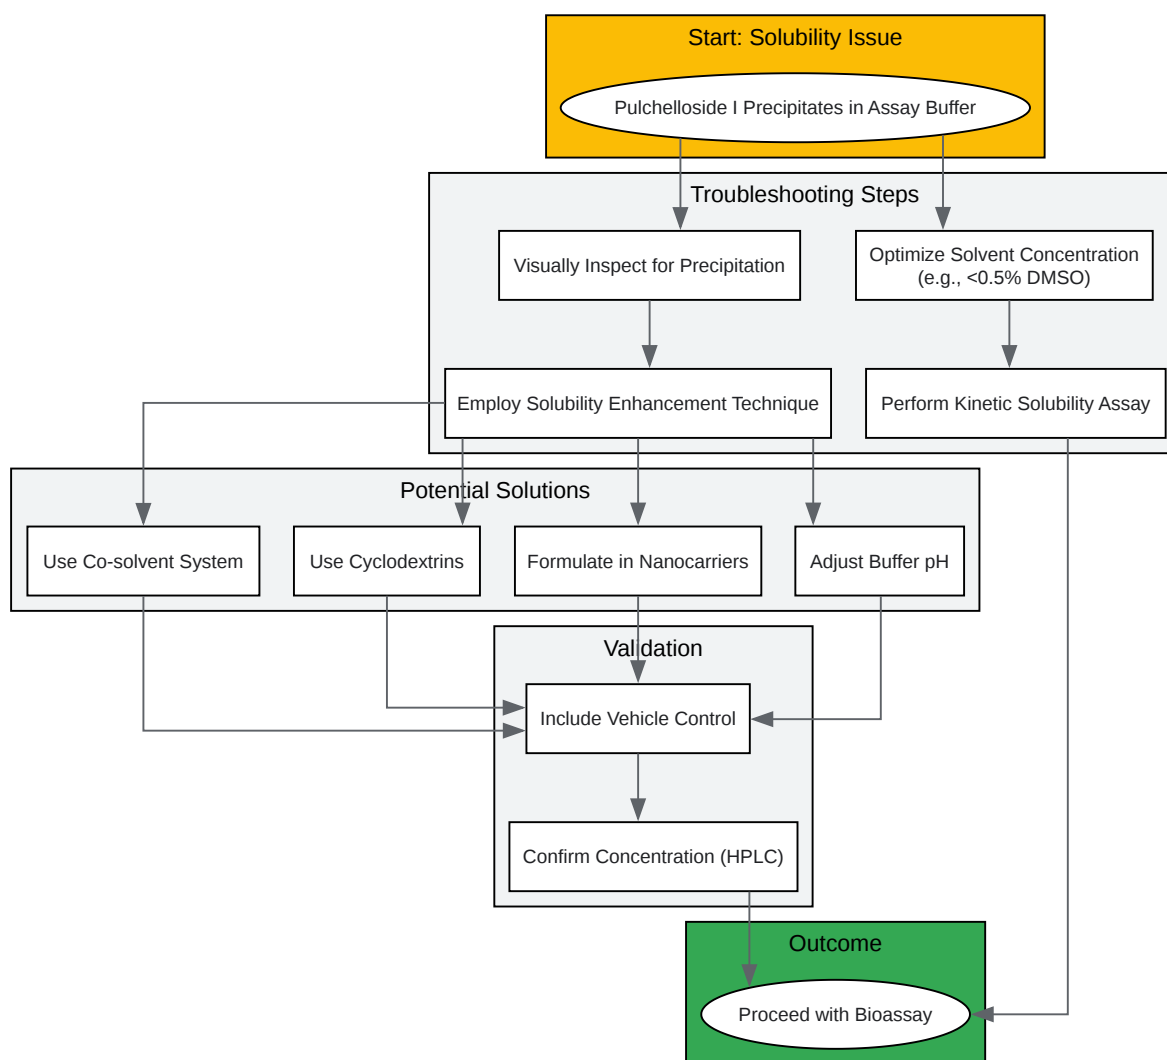 Start: Solubility Issue
Pulchelloside I Precipitates in Assay Buffer
Troubleshooting Steps
Visually Inspect for Precipitation
Optimize Solvent Concentration
(e.g., <0.5% DMSO)
Employ Solubility Enhancement Technique
Perform Kinetic Solubility Assay
Potential Solutions
Use Co-solvent System
Use Cyclodextrins
Formulate in Nanocarriers
Adjust Buffer pH
Validation
Include Vehicle Control
Confirm Concentration (HPLC)
Outcome
Proceed with Bioassay